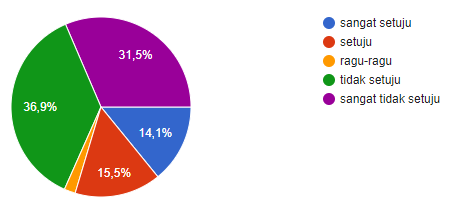 31,5%
36,9%
14,1%
15,5%
sangat setuju
setuju
ragu-ragu
tidak setuju
sangat tidak setuju